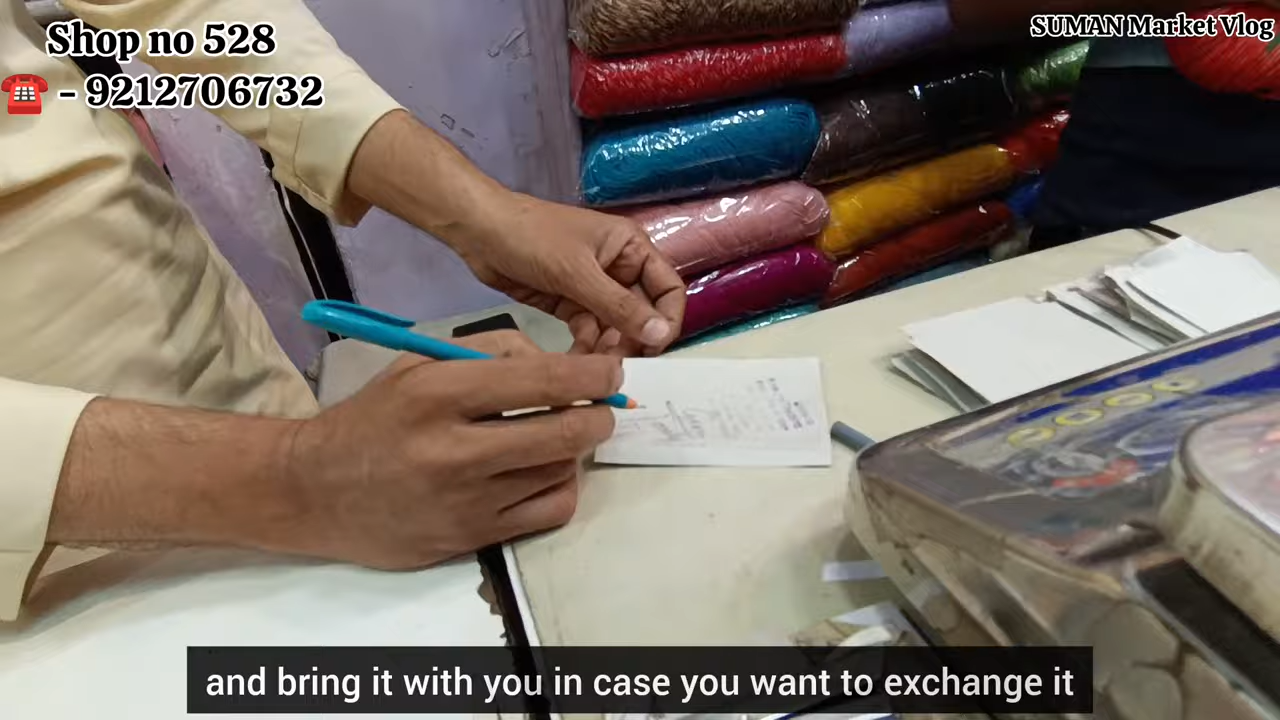 Shop no 528
☎️ - 9212706732
SUMAN Market Vlog
and bring it with you in case you want to exchange it